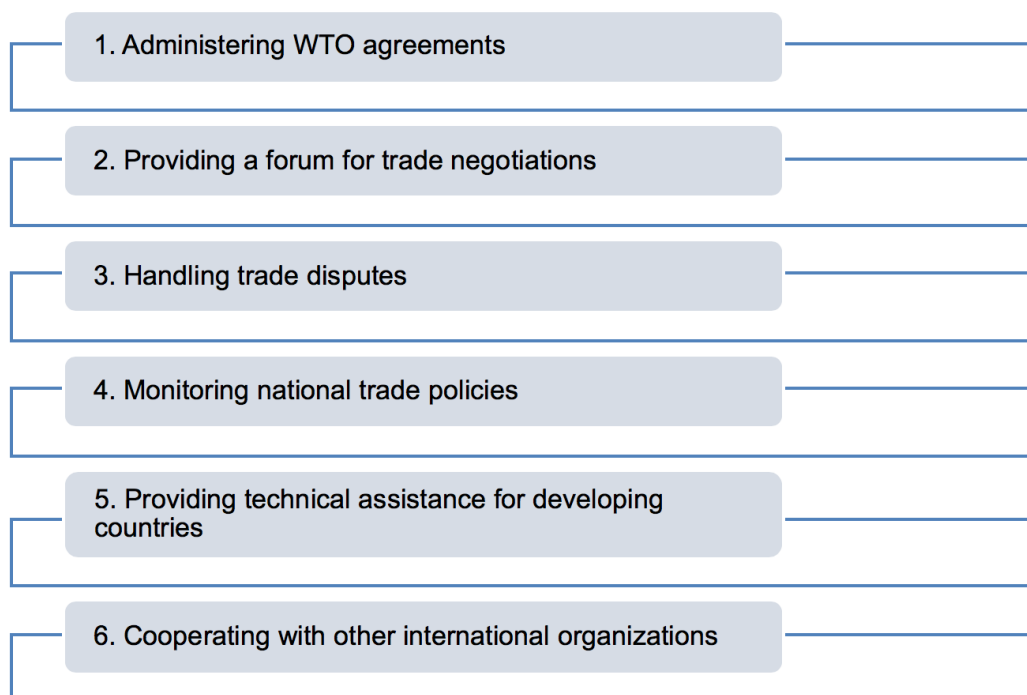 1. Administering WTO agreements
2. Providing a forum for trade negotiations
3. Handling trade disputes
4. Monitoring national trade policies
5. Providing technical assistance for developing
countries
6. Cooperating with other international organizations